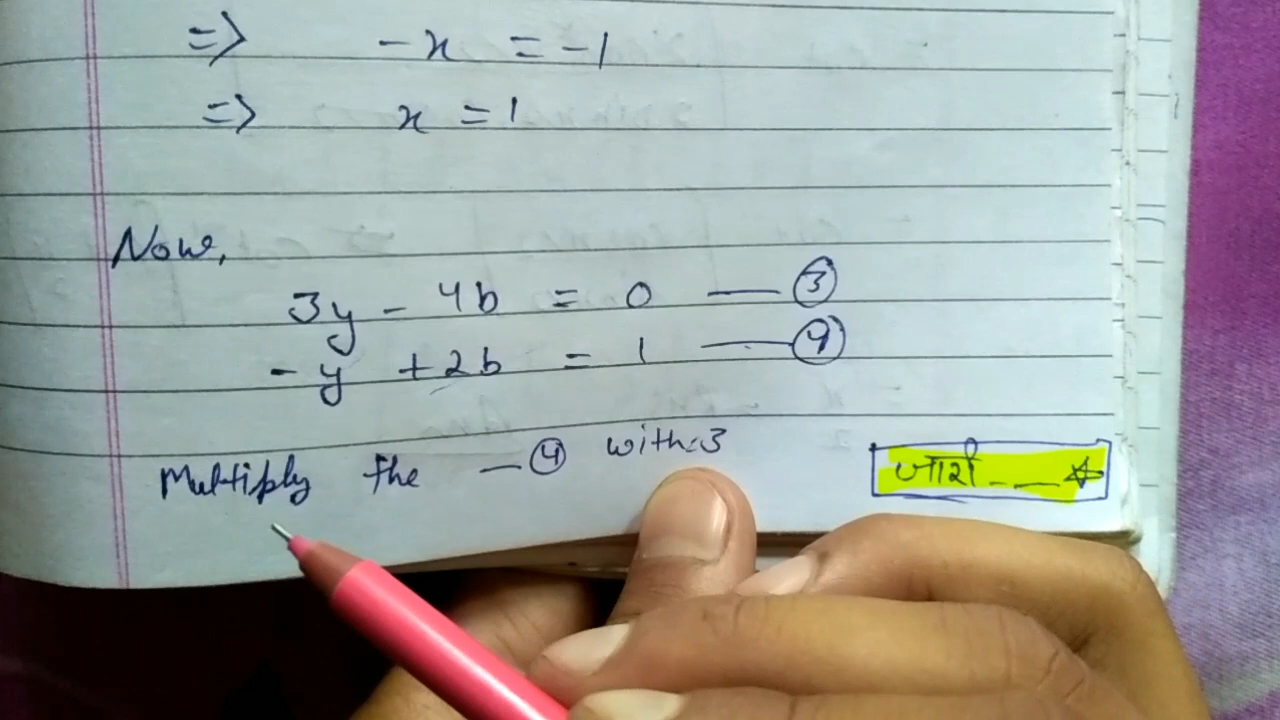 => -x = -1
=> x = 1
Now,
3y - 4b = 0 — ③
-y + 2b = 1 — ④
Multiply the — ④ with 3
जारी - - ☆